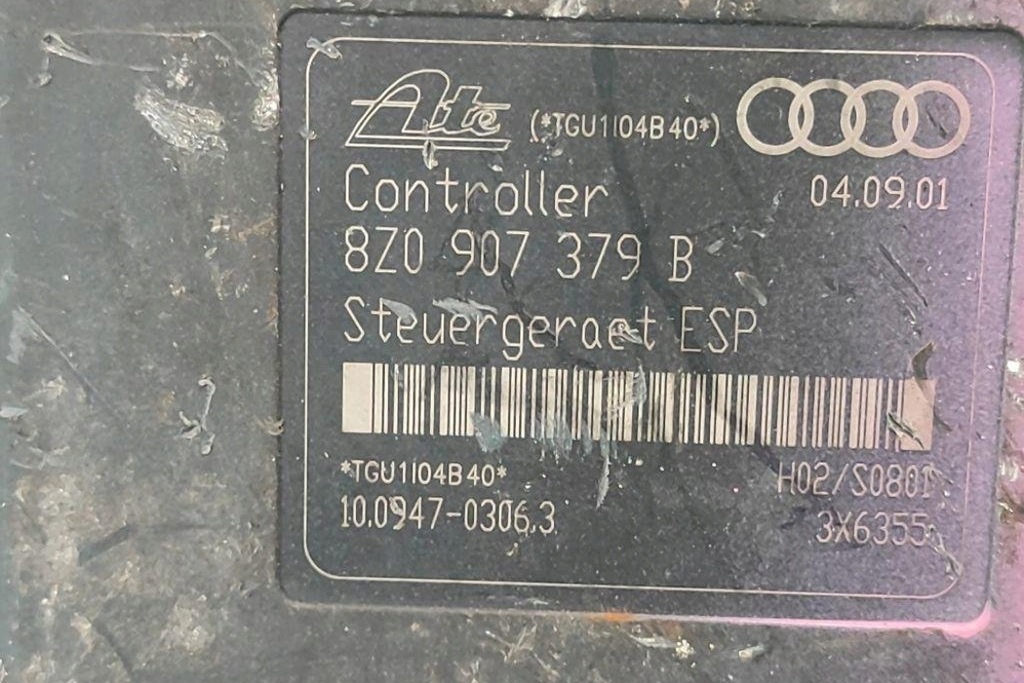 Ate (*TGU1I04B40*)
04.09.01
Controller
8Z0 907 379 B
Steuergeraet ESP
*TGU1I04B40*
H02/S0801
10.0947-0306.3
3X6355